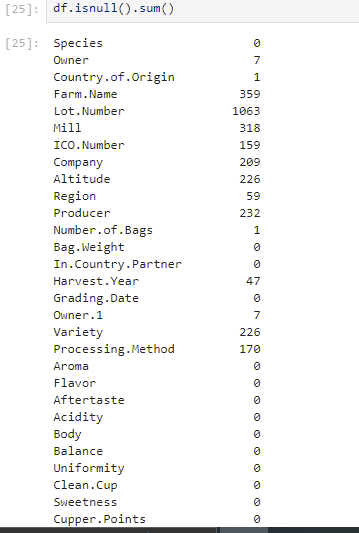 [25]: df.isnull().sum()
[25]: Species 0
Owner 7
Country.of.Origin 1
Farm.Name 359
Lot.Number 1063
Mill 318
ICO.Number 159
Company 209
Altitude 226
Region 59
Producer 232
Number.of.Bags 1
Bag.Weight 0
In.Country.Partner 0
Harvest.Year 47
Grading.Date 0
Owner.1 7
Variety 226
Processing.Method 170
Aroma 0
Flavor 0
Aftertaste 0
Acidity 0
Body 0
Balance 0
Uniformity 0
Clean.Cup 0
Sweetness 0
Cupper.Points 0